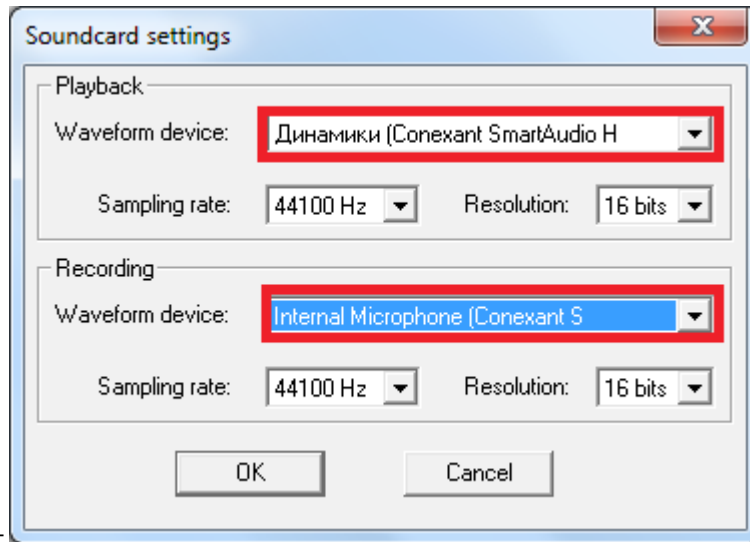 Soundcard settings
Playback
Waveform device: Динамики (Conexant SmartAudio H
Sampling rate: 44100 Hz Resolution: 16 bits
Recording
Waveform device: Internal Microphone (Conexant S
Sampling rate: 44100 Hz Resolution: 16 bits
OK Cancel